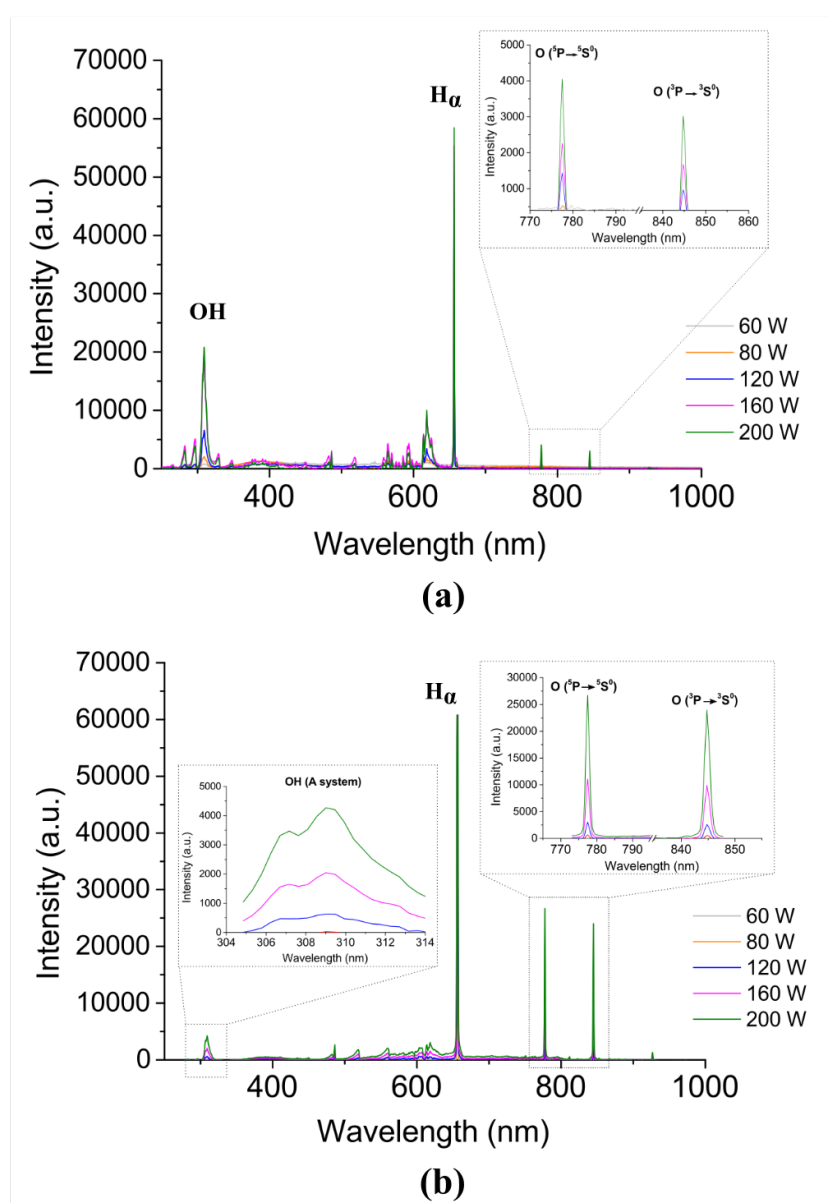 70000
60000
50000
40000
30000
20000
10000
0
Intensity (a.u.)
OH
Hα
5000
4000
3000
2000
1000
Intensity (a.u.)
O (⁵P→⁵S⁰)
O (³P→³S⁰)
770 780 790 840 850 860
Wavelength (nm)
60 W
80 W
120 W
160 W
200 W
400 600 800 1000
Wavelength (nm)
(a)
70000
60000
50000
40000
30000
20000
10000
0
Intensity (a.u.)
Hα
OH (A system)
5000
4000
3000
2000
1000
0
Intensity (a.u.)
304 306 308 310 312 314
Wavelength (nm)
O (⁵P→⁵S⁰)
O (³P→³S⁰)
30000
25000
20000
15000
10000
5000
0
Intensity (a.u.)
770 780 790 840 850
Wavelength (nm)
60 W
80 W
120 W
160 W
200 W
400 600 800 1000
Wavelength (nm)
(b)